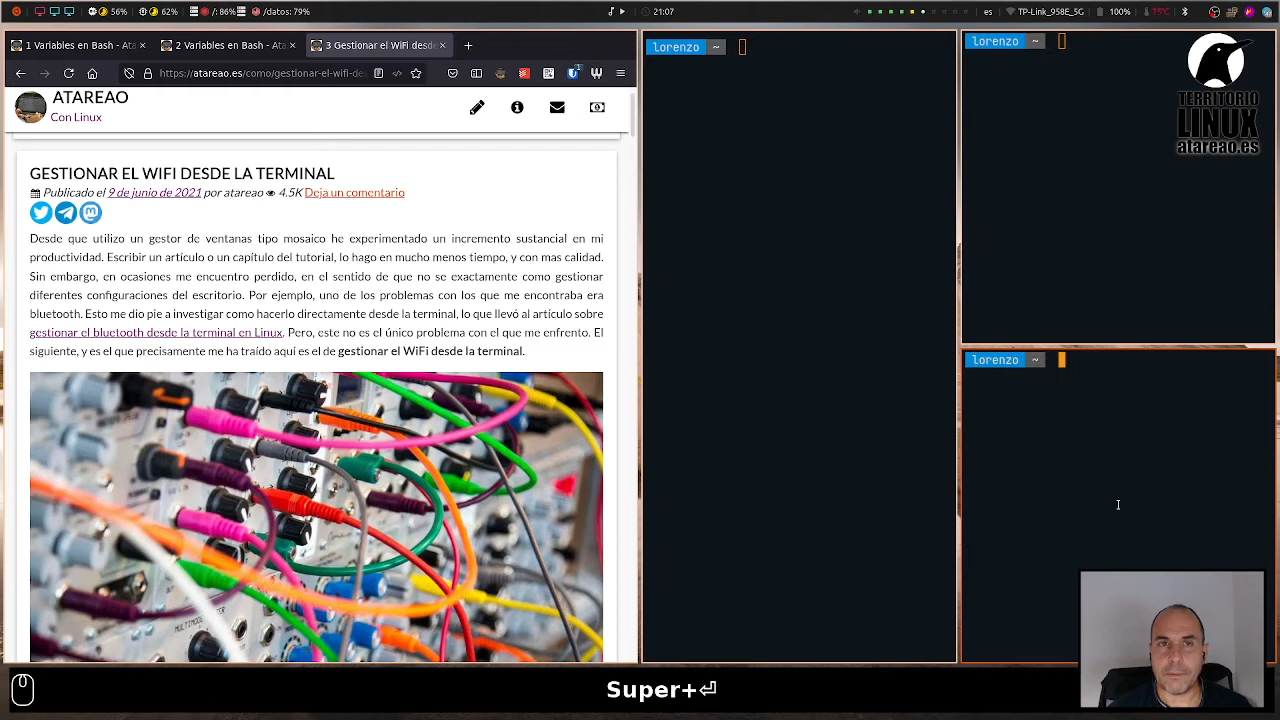 56% 62% /: 86% /datos: 79% 21:07 es TP-Link_958E_5G 100% 75°C
1 Variables en Bash - Ata 2 Variables en Bash - Ata 3 Gestionar el WiFi desde
https://atareao.es/como/gestionar-el-wifi-de
ATAREAO
Con Linux
GESTIONAR EL WIFI DESDE LA TERMINAL
Publicado el 9 de junio de 2021 por atareao 4.5K Deja un comentario
Desde que utilizo un gestor de ventanas tipo mosaico he experimentado un incremento sustancial en mi
productividad. Escribir un artículo o un capítulo del tutorial, lo hago en mucho menos tiempo, y con mas calidad.
Sin embargo, en ocasiones me encuentro perdido, en el sentido de que no se exactamente como gestionar
diferentes configuraciones del escritorio. Por ejemplo, uno de los problemas con los que me encontraba era
bluetooth. Esto me dio pie a investigar como hacerlo directamente desde la terminal, lo que llevó al artículo sobre
gestionar el bluetooth desde la terminal en Linux. Pero, este no es el único problema con el que me enfrento. El
siguiente, y es el que precisamente me ha traído aquí es el de gestionar el WiFi desde la terminal.
lorenzo ~
lorenzo ~
TERRITORIO
LINUX
atareao.es
lorenzo ~
Super+⏎